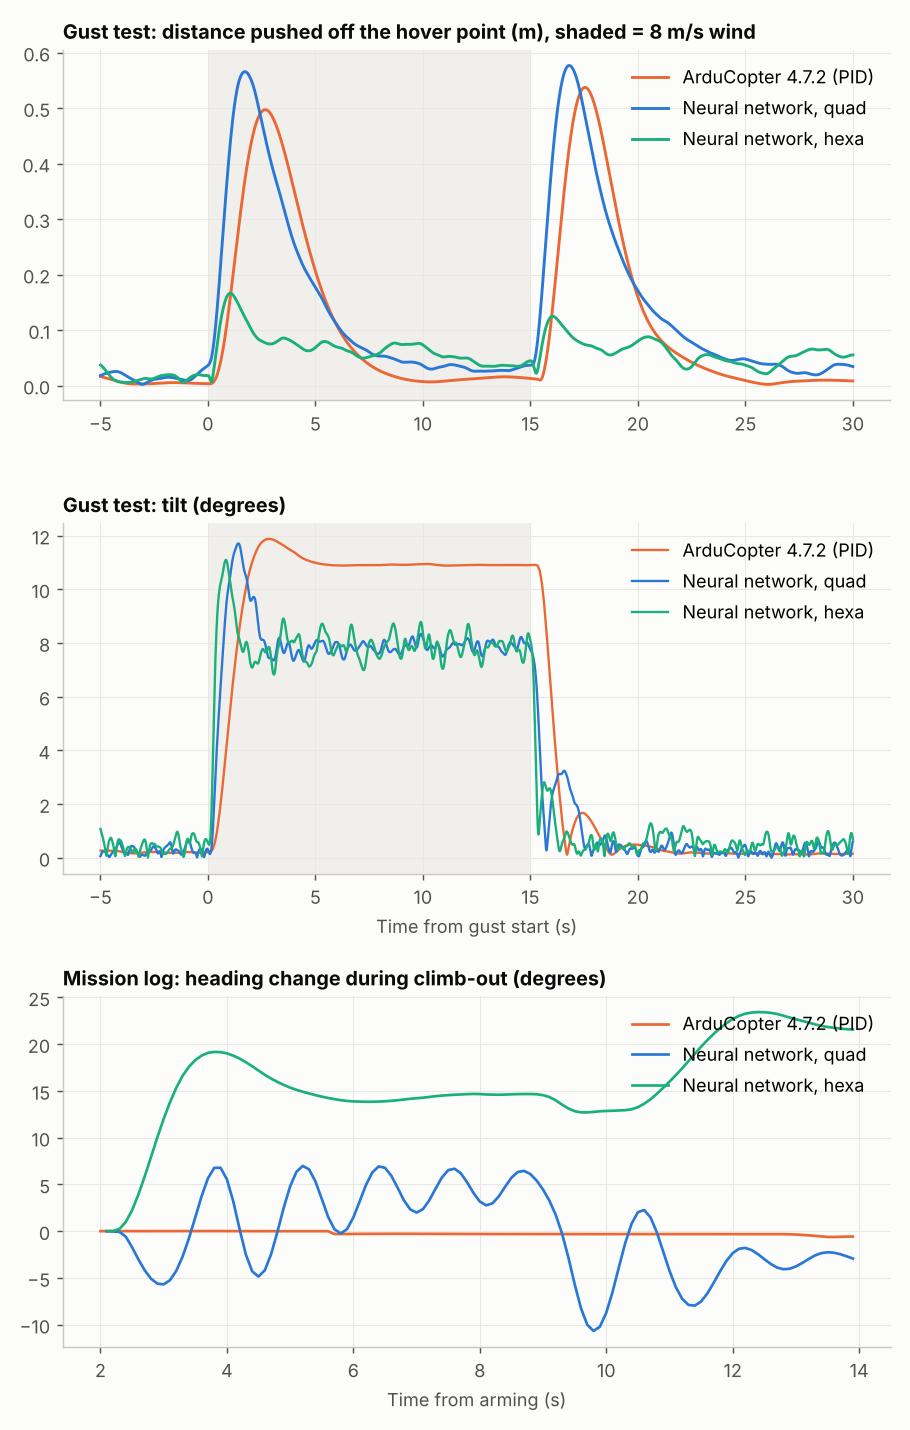 Gust test: distance pushed off the hover point (m), shaded = 8 m/s wind
0.6
ArduCopter 4.7.2 (PID)
0.5
Neural network, quad
Neural network, hexa
0.4
0.3
0.2
0.1
0.0
−5 0 5 10 15 20 25 30
Gust test: tilt (degrees)
12
ArduCopter 4.7.2 (PID)
Neural network, quad
10
Neural network, hexa
8
6
4
2
0
−5 0 5 10 15 20 25 30
Time from gust start (s)
Mission log: heading change during climb-out (degrees)
25
ArduCopter 4.7.2 (PID)
20
Neural network, quad
15
Neural network, hexa
10
5
0
−5
−10
2 4 6 8 10 12 14
Time from arming (s)